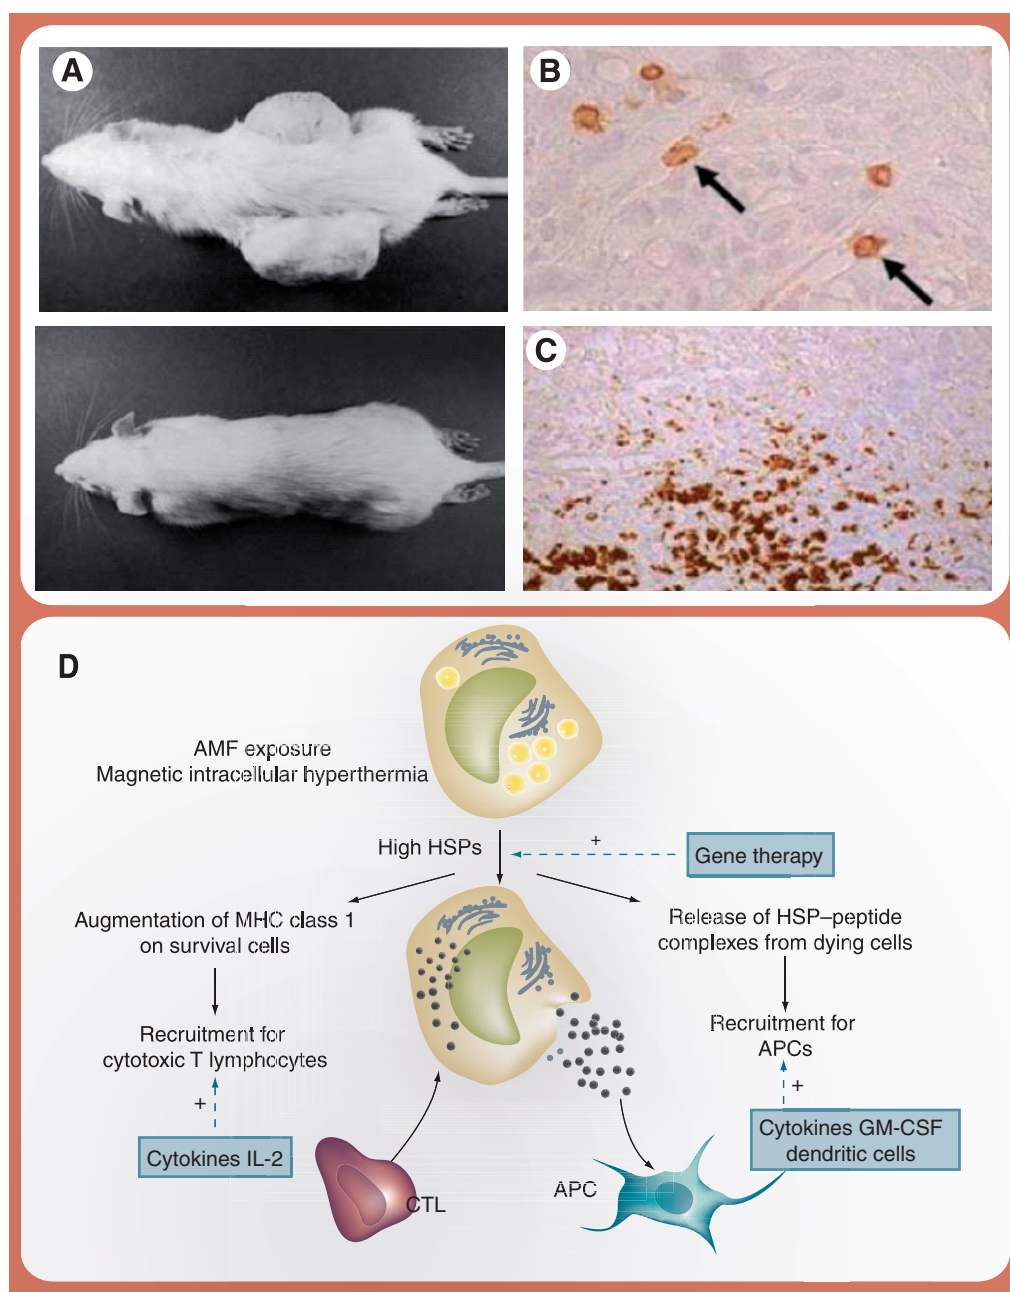 A
B
C
D
AMF exposure
Magnetic intracellular hyperthermia
High HSPs
+
Gene therapy
Augmentation of MHC class 1
on survival cells
Release of HSP–peptide
complexes from dying cells
Recruitment for
cytotoxic T lymphocytes
Recruitment for
APCs
+
+
Cytokines IL-2
Cytokines GM-CSF
dendritic cells
CTL
APC